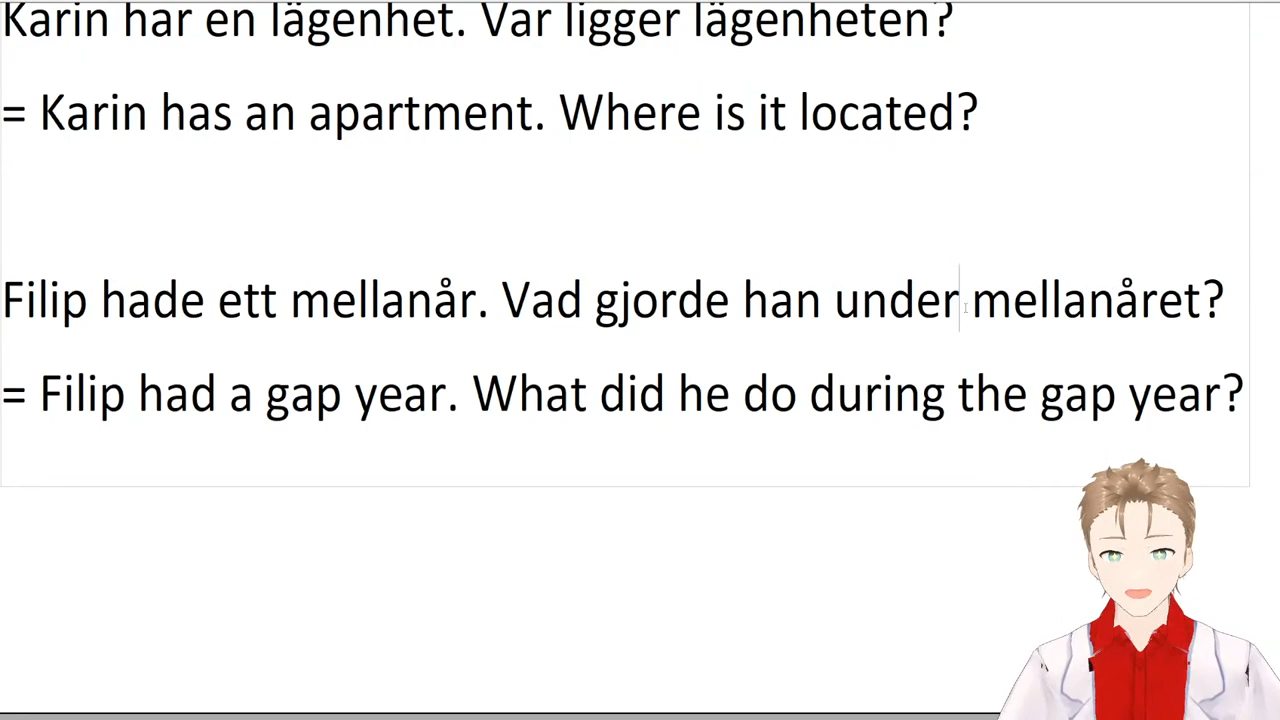 Karin har en lägenhet. Var ligger lägenheten?
= Karin has an apartment. Where is it located?
Filip hade ett mellanår. Vad gjorde han under mellanåret?
= Filip had a gap year. What did he do during the gap year?